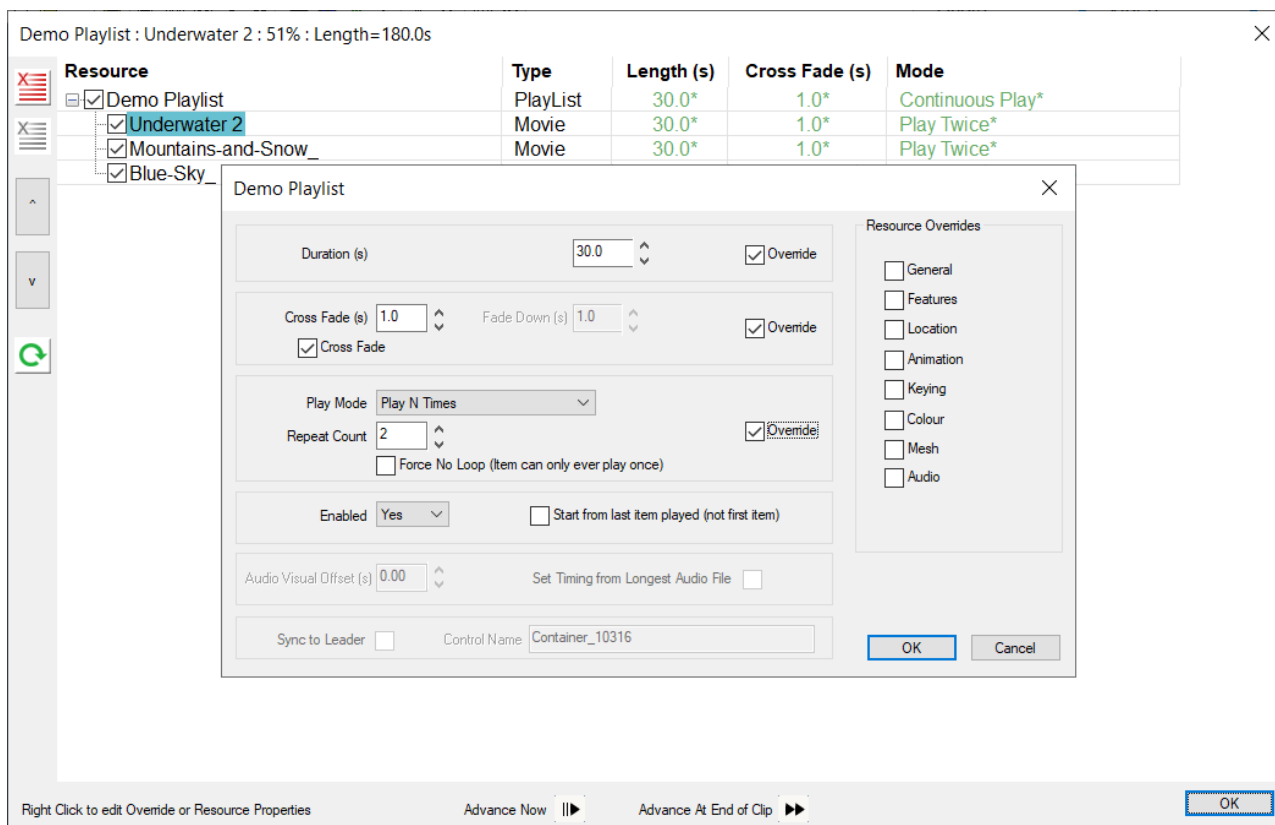 Demo Playlist : Underwater 2 : 51% : Length=180.0s
Resource Type Length (s) Cross Fade (s) Mode
Demo Playlist PlayList 30.0* 1.0* Continuous Play*
Underwater 2 Movie 30.0* 1.0* Play Twice*
Mountains-and-Snow_ Movie 30.0* 1.0* Play Twice*
Blue-Sky_
Demo Playlist
Duration (s) 30.0 Override
Cross Fade (s) 1.0 Fade Down (s) 1.0 Override
Cross Fade
Play Mode Play N Times
Repeat Count 2 Override
Force No Loop (Item can only ever play once)
Enabled Yes Start from last item played (not first item)
Audio Visual Offset (s) 0.00 Set Timing from Longest Audio File
Sync to Leader Control Name Container_10316
Resource Overrides
General
Features
Location
Animation
Keying
Colour
Mesh
Audio
OK Cancel
Right Click to edit Override or Resource Properties Advance Now Advance At End of Clip OK